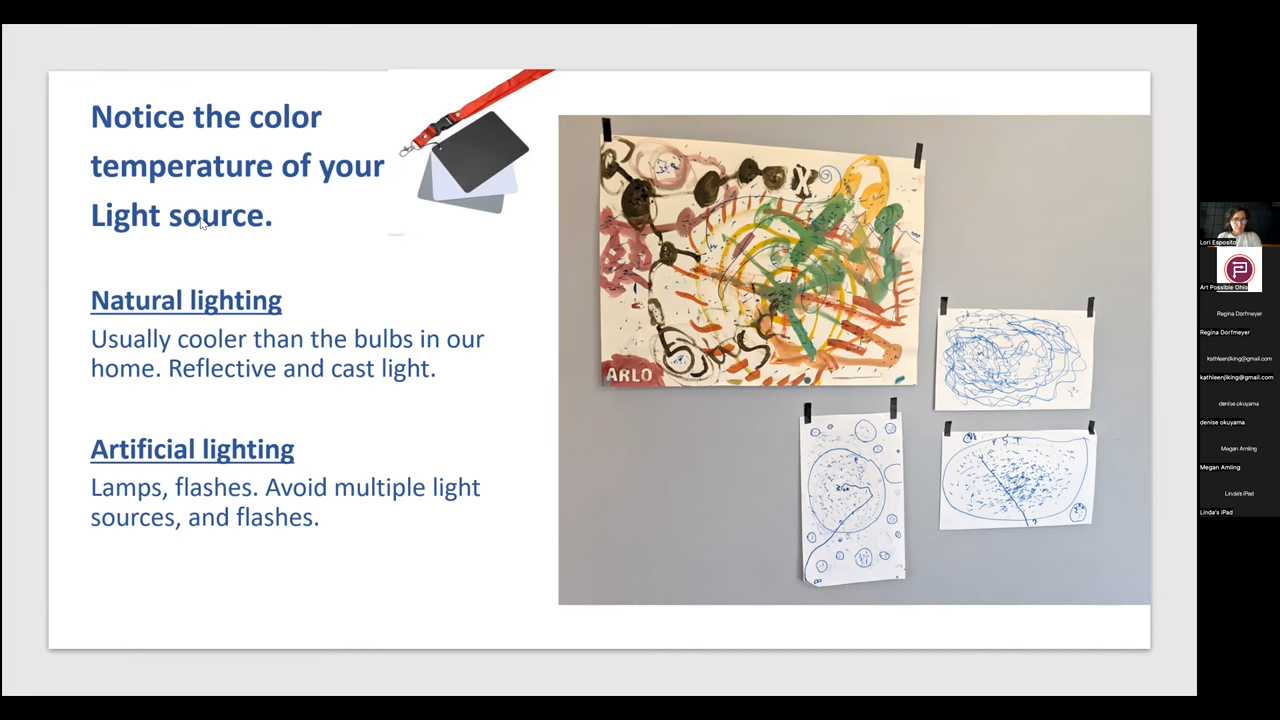 Notice the color
temperature of your
Light source.
Natural lighting
Usually cooler than the bulbs in our
home. Reflective and cast light.
Artificial lighting
Lamps, flashes. Avoid multiple light
sources, and flashes.
ARLO
Lori Esposito
Art Possible Ohio
Regina Dorfmeyer
Regina Dorfmeyer
kathleenjlking@gmail.com
kathleenjlking@gmail.com
denise okuyama
denise okuyama
Megan Amling
Megan Amling
Linda's iPad
Linda's iPad